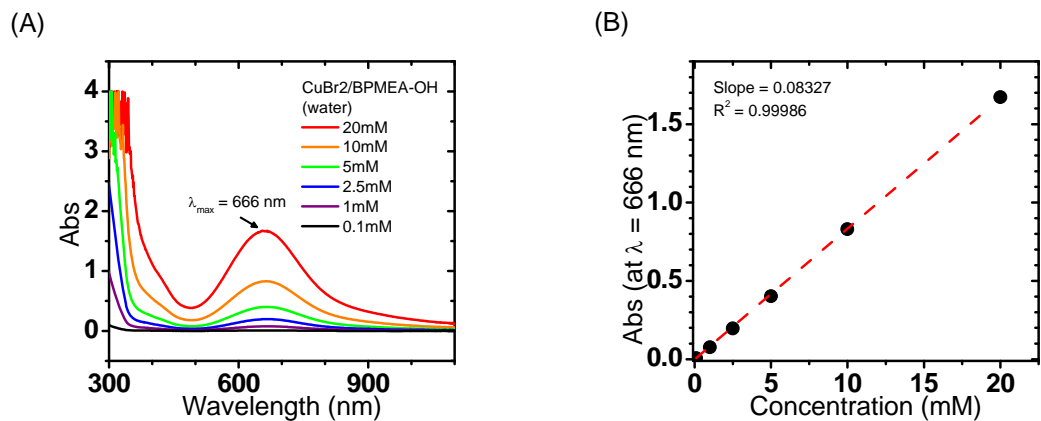 (A)
Abs
4
3
2
1
0
300
600
900
Wavelength (nm)
λmax = 666 nm
CuBr2/BPMEA-OH
(water)
20mM
10mM
5mM
2.5mM
1mM
0.1mM
(B)
Abs (at λ = 666 nm)
1.5
1.0
0.5
0.0
0
5
10
15
20
Concentration (mM)
Slope = 0.08327
R² = 0.99986